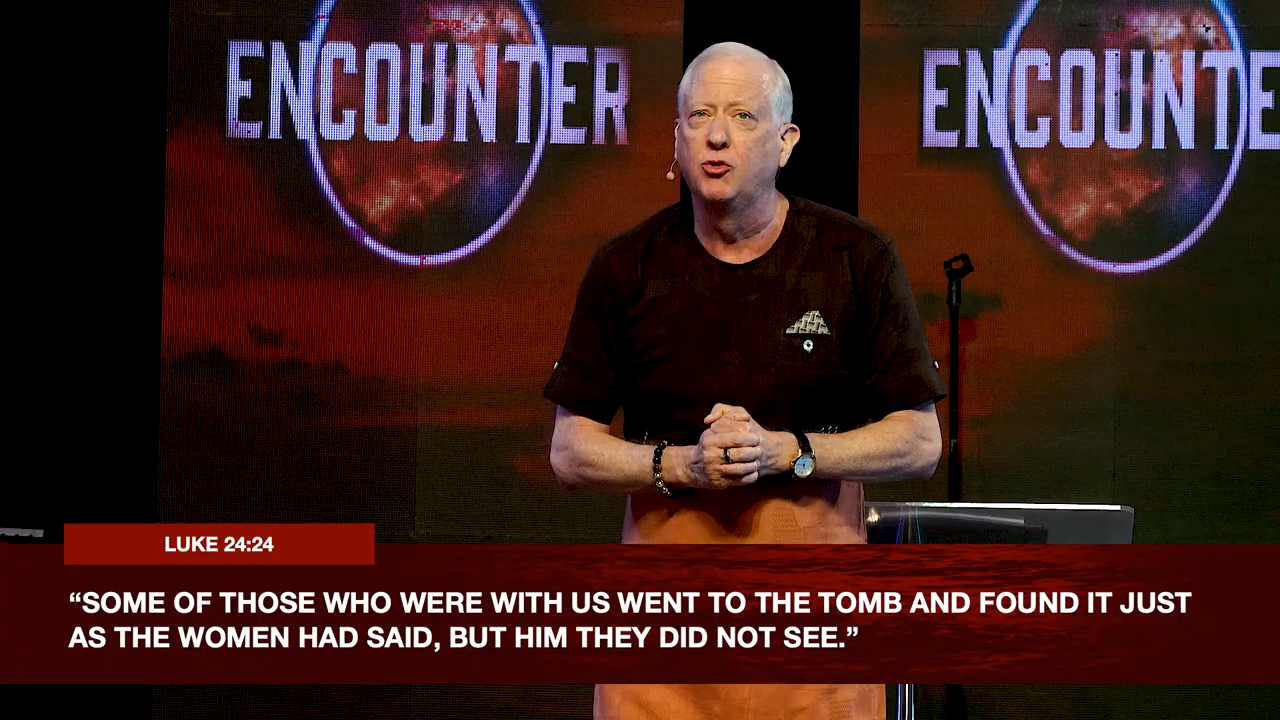 ENCOUNTER
ENCOUNTE
LUKE 24:24
“SOME OF THOSE WHO WERE WITH US WENT TO THE TOMB AND FOUND IT JUST
AS THE WOMEN HAD SAID, BUT HIM THEY DID NOT SEE.”